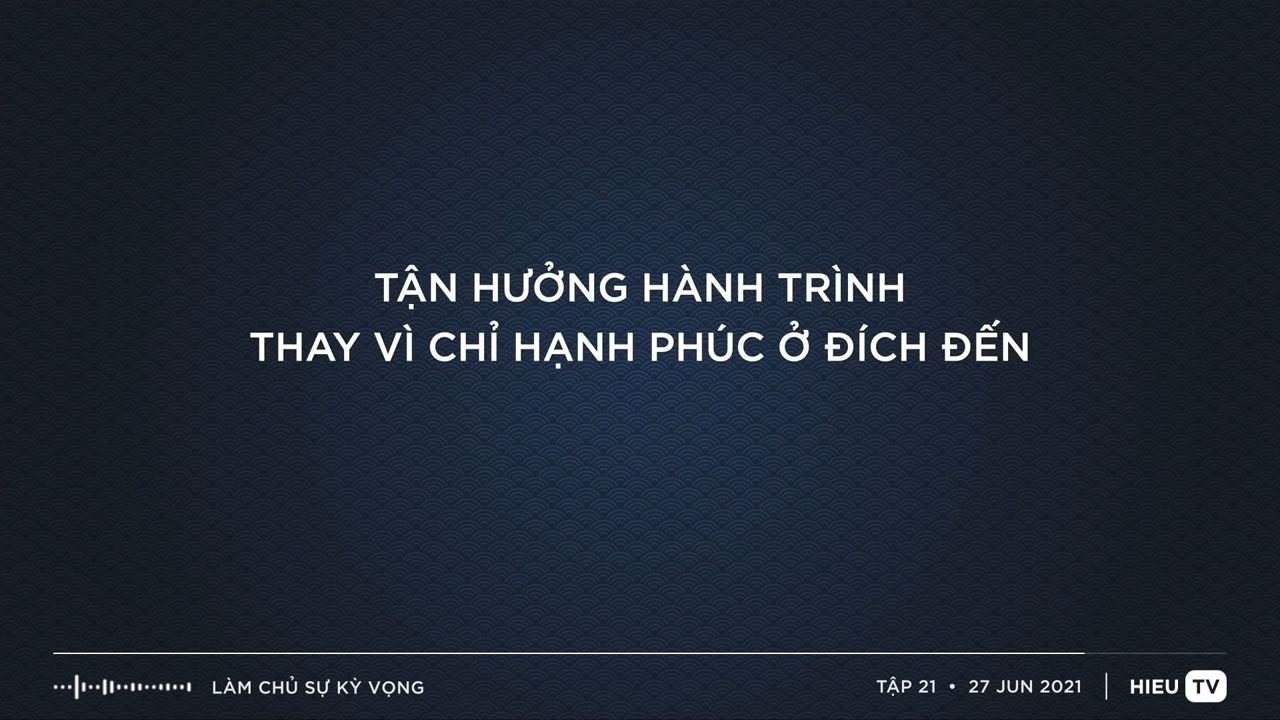 TẬN HƯỞNG HÀNH TRÌNH
THAY VÌ CHỈ HẠNH PHÚC Ở ĐÍCH ĐẾN
LÀM CHỦ SỰ KỲ VỌNG
TẬP 21 • 27 JUN 2021 | HIEU TV